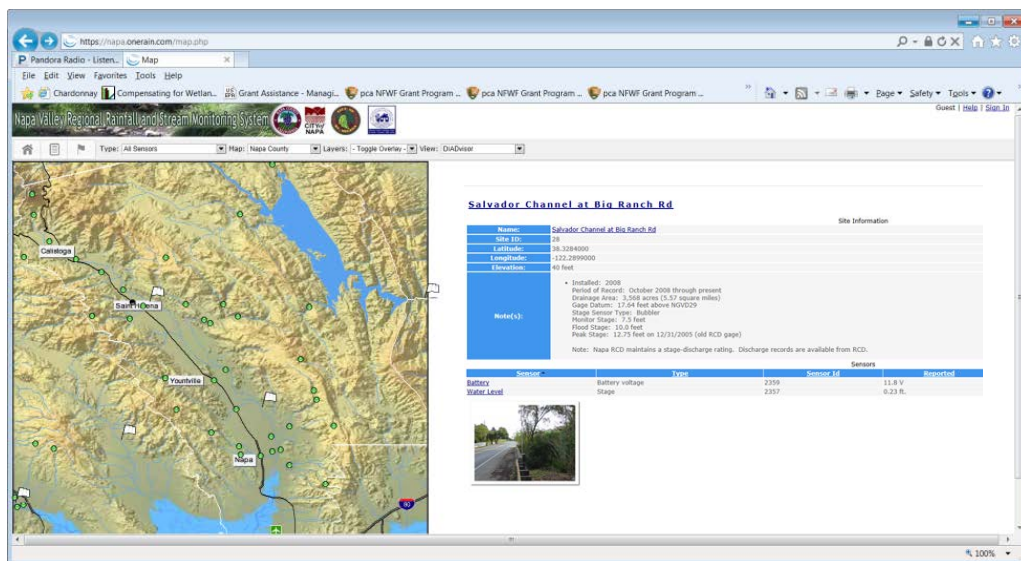 https://napa.onerain.com/map.php
Pandora Radio - Listen...
Map
File Edit View Favorites Tools Help
Chardonnay
Compensating for Wetlan...
Grant Assistance - Managi...
pca NFWF Grant Program ...
pca NFWF Grant Program ...
pca NFWF Grant Program ...
Page
Safety
Tools
Napa Valley Regional Rainfall and Stream Monitoring System
CITY of NAPA
Guest | Help | Sign In
Type: All Sensors
Map: Napa County
Layers: - Toggle Overlay -
View: DIADvisor
Calistoga
Saint Helena
Yountville
Napa
80
Salvador Channel at Big Ranch Rd
Site Information
Name: Salvador Channel at Big Ranch Rd
Site ID: 28
Latitude: 38.3284000
Longitude: -122.2899000
Elevation: 40 feet
Note(s):
• Installed: 2008
Period of Record: October 2008 through present
Drainage Area: 3,568 acres (5.57 square miles)
Gage Datum: 17.64 feet above NGVD29
Stage Sensor Type: Bubbler
Monitor Stage: 7.5 feet
Flood Stage: 10.0 feet
Peak Stage: 12.75 feet on 12/31/2005 (old RCD gage)
Note: Napa RCD maintains a stage-discharge rating. Discharge records are available from RCD.
Sensors
Sensor Type Sensor Id Reported
Battery Battery voltage 2359 11.8 V
Water Level Stage 2357 0.23 ft.
100%